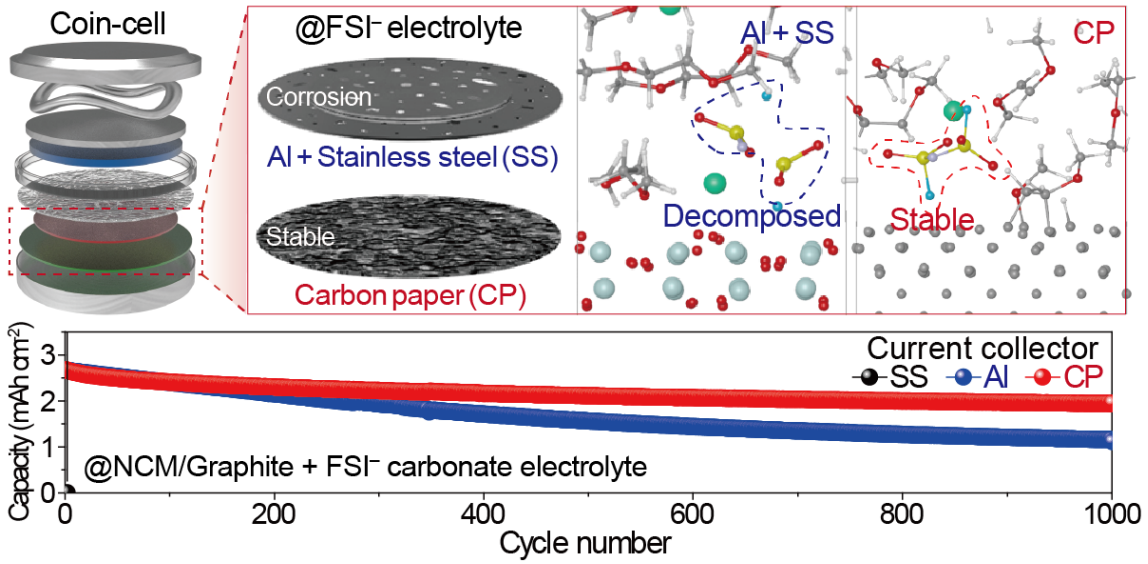 Coin-cell
@FSI⁻ electrolyte
Corrosion
Al + Stainless steel (SS)
Stable
Carbon paper (CP)
Al + SS
Decomposed
CP
Stable
Capacity (mAh cm⁻²)
3
2
1
0
Current collector
SS Al CP
@NCM/Graphite + FSI⁻ carbonate electrolyte
0 200 400 600 800 1000
Cycle number